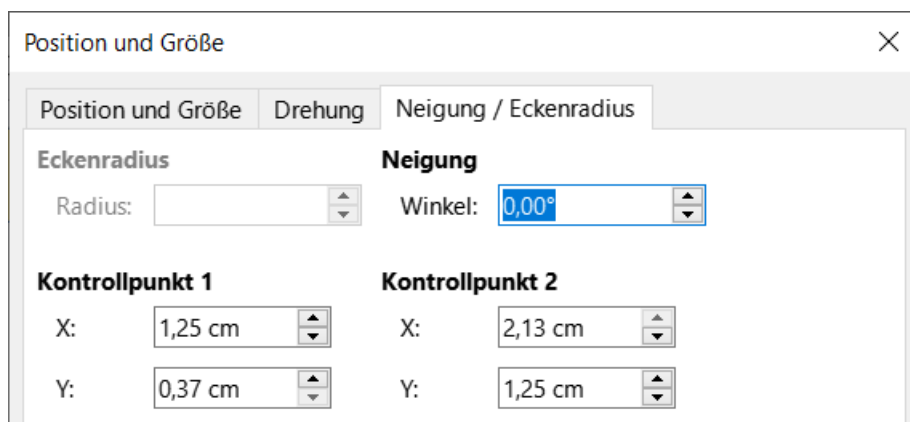 Position und Größe
Position und Größe Drehung Neigung / Eckenradius
Eckenradius Neigung
Radius: Winkel: 0,00°
Kontrollpunkt 1 Kontrollpunkt 2
X: 1,25 cm X: 2,13 cm
Y: 0,37 cm Y: 1,25 cm